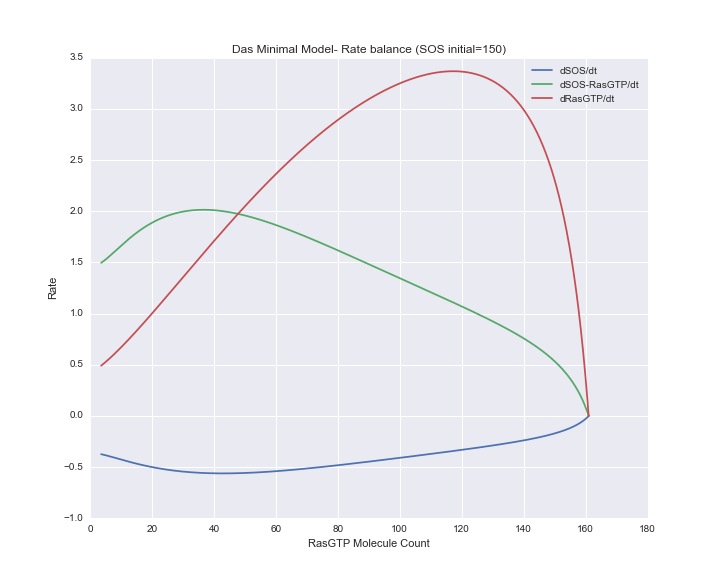 Das Minimal Model- Rate balance (SOS initial=150)
dSOS/dt
dSOS-RasGTP/dt
dRasGTP/dt
3.5
3.0
2.5
2.0
1.5
1.0
0.5
0.0
−0.5
−1.0
Rate
0 20 40 60 80 100 120 140 160 180
RasGTP Molecule Count